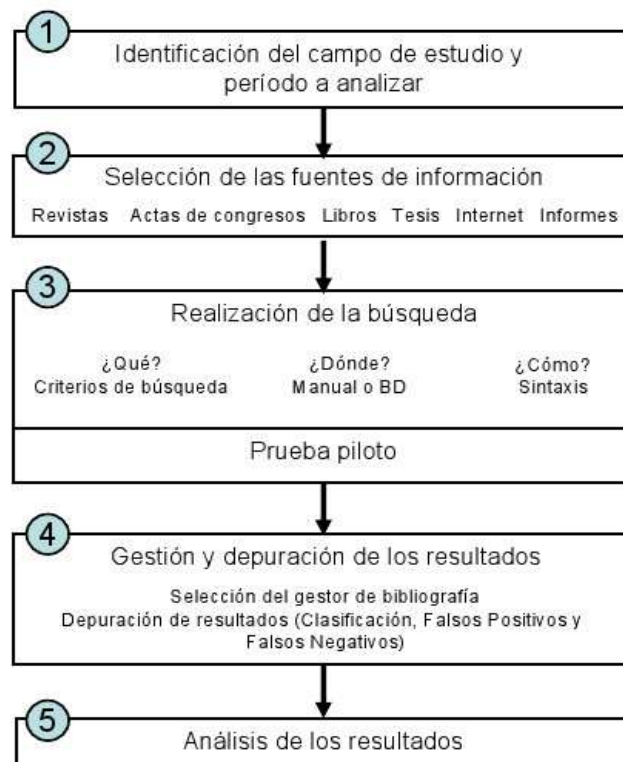 1
Identificación del campo de estudio y
período a analizar
2
Selección de las fuentes de información
Revistas Actas de congresos Libros Tesis Internet Informes
3
Realización de la búsqueda
¿Qué? ¿Dónde? ¿Cómo?
Criterios de búsqueda Manual o BD Sintaxis
Prueba piloto
4
Gestión y depuración de los resultados
Selección del gestor de bibliografía
Depuración de resultados (Clasificación, Falsos Positivos y
Falsos Negativos)
5
Análisis de los resultados